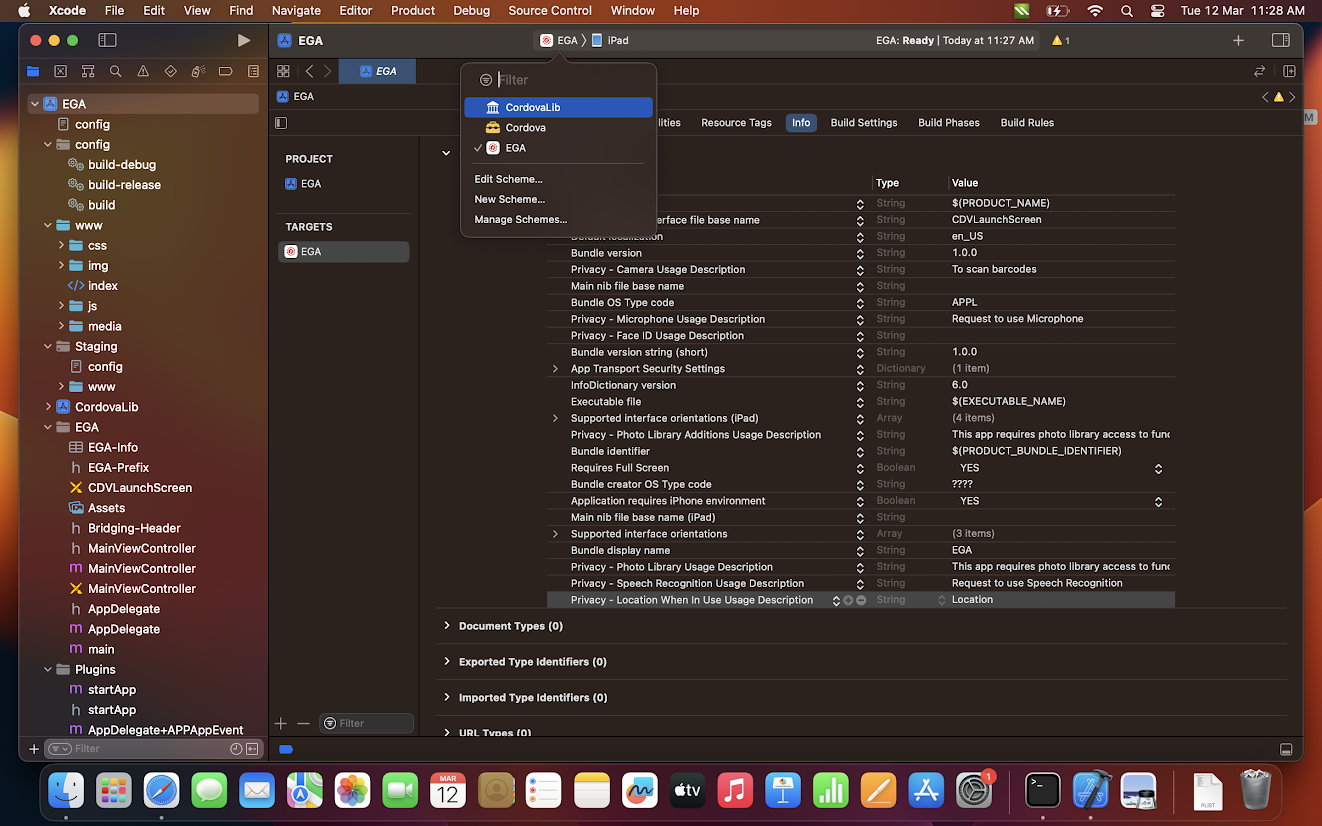 Xcode File Edit View Find Navigate Editor Product Debug Source Control Window Help Tue 12 Mar 11:28 AM
EGA EGA iPad EGA: Ready | Today at 11:27 AM 1
EGA
EGA
Filter
CordovaLib
Cordova
EGA
Edit Scheme...
New Scheme...
Manage Schemes...
EGA
config
config
build-debug
build-release
build
www
css
img
index
js
media
Staging
config
www
CordovaLib
EGA
EGA-Info
EGA-Prefix
CDVLaunchScreen
Assets
Bridging-Header
MainViewController
MainViewController
MainViewController
AppDelegate
AppDelegate
main
Plugins
startApp
startApp
AppDelegate+APPAppEvent
Filter
PROJECT
EGA
TARGETS
EGA
Filter
lities Resource Tags Info Build Settings Build Phases Build Rules
M
Type Value
String $(PRODUCT_NAME)
erface file base name String CDVLaunchScreen
Default localization String en_US
Bundle version String 1.0.0
Privacy - Camera Usage Description String To scan barcodes
Main nib file base name String
Bundle OS Type code String APPL
Privacy - Microphone Usage Description String Request to use Microphone
Privacy - Face ID Usage Description String
Bundle version string (short) String 1.0.0
App Transport Security Settings Dictionary (1 item)
InfoDictionary version String 6.0
Executable file String $(EXECUTABLE_NAME)
Supported interface orientations (iPad) Array (4 items)
Privacy - Photo Library Additions Usage Description String This app requires photo library access to func
Bundle identifier String $(PRODUCT_BUNDLE_IDENTIFIER)
Requires Full Screen Boolean YES
Bundle creator OS Type code String ????
Application requires iPhone environment Boolean YES
Main nib file base name (iPad) String
Supported interface orientations Array (3 items)
Bundle display name String EGA
Privacy - Photo Library Usage Description String This app requires photo library access to func
Privacy - Speech Recognition Usage Description String Request to use Speech Recognition
Privacy - Location When In Use Usage Description String Location
Document Types (0)
Exported Type Identifiers (0)
Imported Type Identifiers (0)
URL Types (0)
MAR
12
tv
1
PLIST